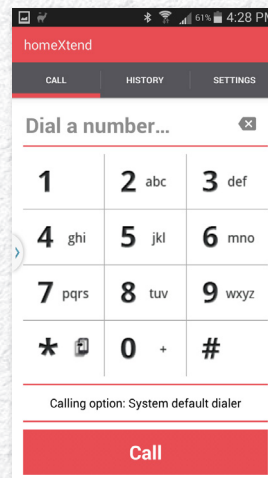 61% 4:28 PM
homeXtend
CALL HISTORY SETTINGS
Dial a number...
1 2 abc 3 def
4 ghi 5 jkl 6 mno
7 pqrs 8 tuv 9 wxyz
* 0 + #
Calling option: System default dialer
Call